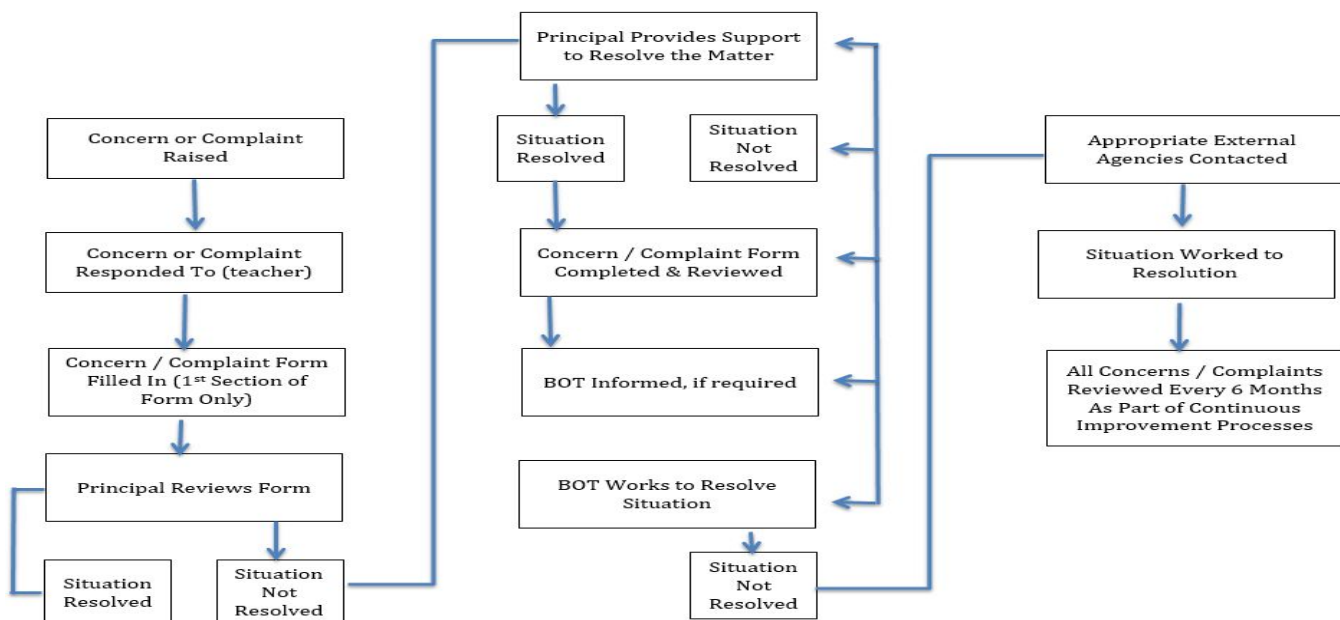 Concern or Complaint
Raised
Concern or Complaint
Responded To (teacher)
Concern / Complaint Form
Filled In (1st Section of
Form Only)
Principal Reviews Form
Situation
Resolved
Situation
Not
Resolved
Principal Provides Support
to Resolve the Matter
Situation
Resolved
Situation
Not
Resolved
Concern / Complaint Form
Completed & Reviewed
BOT Informed, if required
BOT Works to Resolve
Situation
Situation
Not
Resolved
Appropriate External
Agencies Contacted
Situation Worked to
Resolution
All Concerns / Complaints
Reviewed Every 6 Months
As Part of Continuous
Improvement Processes